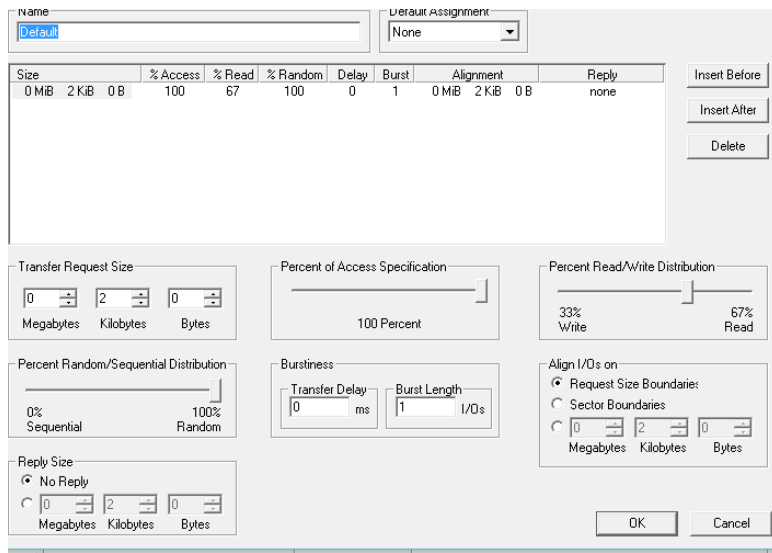 Name
Default Assignment
Default
None
Size % Access % Read % Random Delay Burst Alignment Reply
0 MiB 2 KiB 0 B 100 67 100 0 1 0 MiB 2 KiB 0 B none
Insert Before
Insert After
Delete
Transfer Request Size
0 2 0
Megabytes Kilobytes Bytes
Percent of Access Specification
100 Percent
Percent Read/Write Distribution
33% 67%
Write Read
Percent Random/Sequential Distribution
0% 100%
Sequential Random
Burstiness
Transfer Delay Burst Length
0 ms 1 I/Os
Align I/Os on
Request Size Boundaries
Sector Boundaries
0 2 0
Megabytes Kilobytes Bytes
Reply Size
No Reply
0 2 0
Megabytes Kilobytes Bytes
OK Cancel